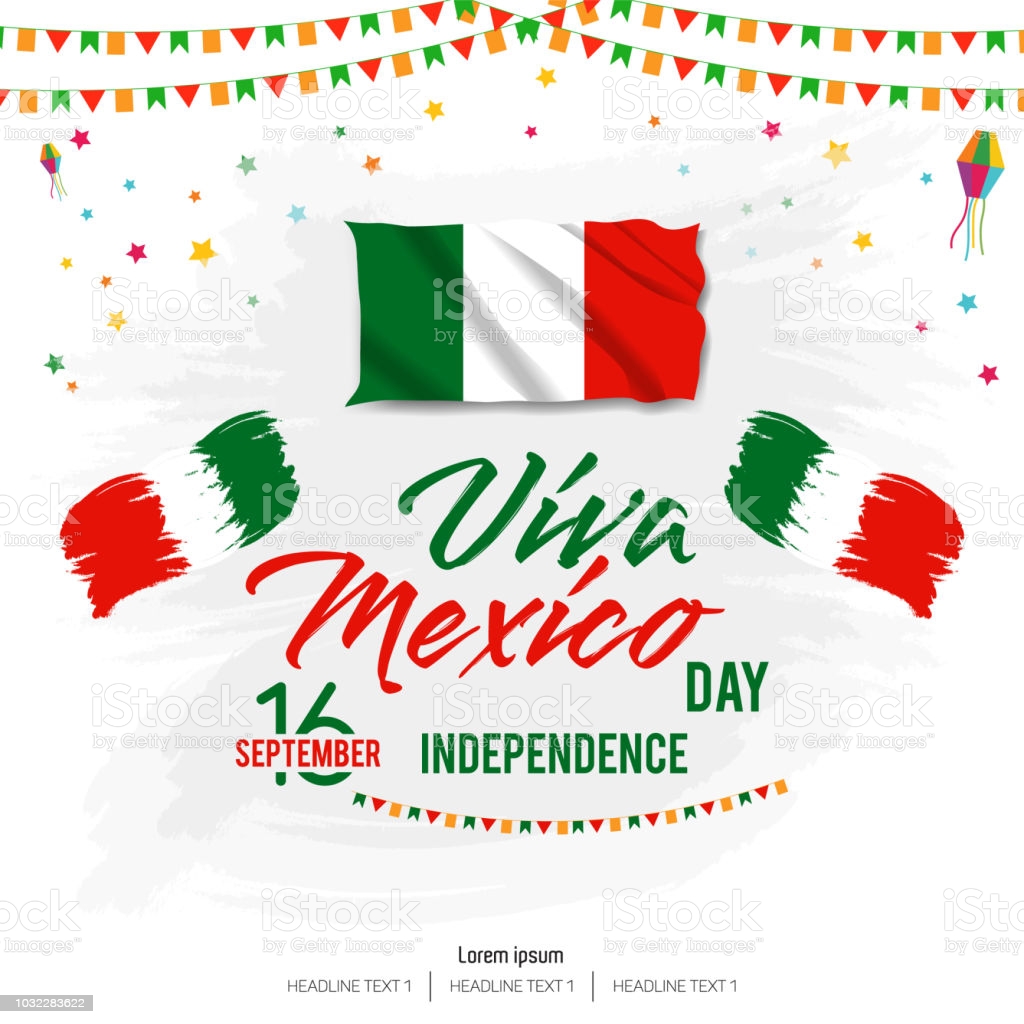 Viva
Mexico
DAY
16
SEPTEMBER
INDEPENDENCE
Lorem ipsum
HEADLINE TEXT 1 | HEADLINE TEXT 1 | HEADLINE TEXT 1
iStock
by Getty Images™
1032283622